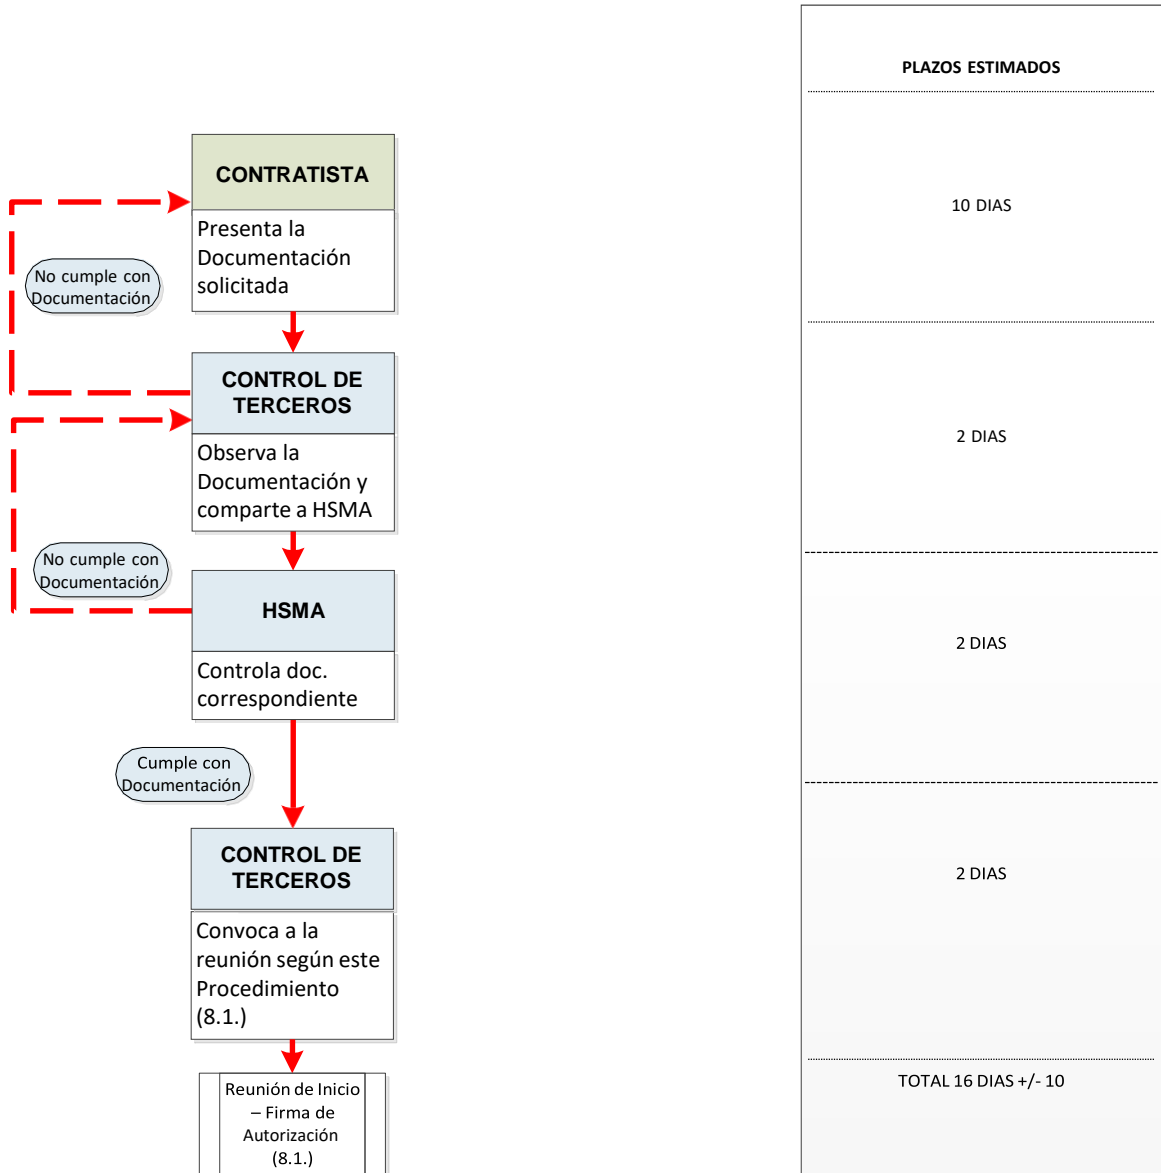 PLAZOS ESTIMADOS
CONTRATISTA
Presenta la
Documentación
solicitada
10 DIAS
No cumple con
Documentación
CONTROL DE
TERCEROS
Observa la
Documentación y
comparte a HSMA
2 DIAS
No cumple con
Documentación
HSMA
Controla doc.
correspondiente
2 DIAS
Cumple con
Documentación
CONTROL DE
TERCEROS
Convoca a la
reunión según este
Procedimiento
(8.1.)
2 DIAS
Reunión de Inicio
– Firma de
Autorización
(8.1.)
TOTAL 16 DIAS +/- 10